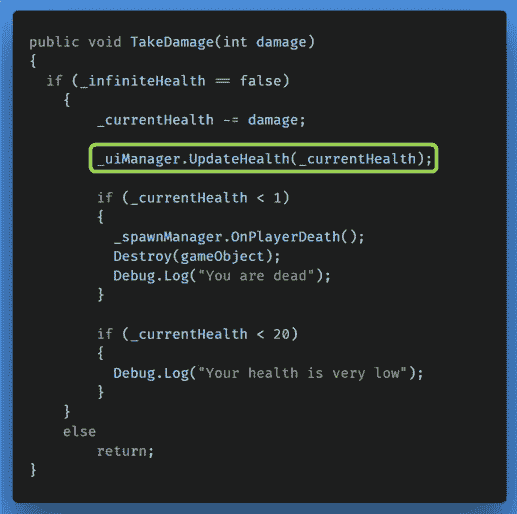 public void TakeDamage(int damage)
{
if (_infiniteHealth == false)
{
_currentHealth -= damage;
_uiManager.UpdateHealth(_currentHealth);
if (_currentHealth < 1)
{
_spawnManager.OnPlayerDeath();
Destroy(gameObject);
Debug.Log("You are dead");
}
if (_currentHealth < 20)
{
Debug.Log("Your health is very low");
}
}
else
return;
}